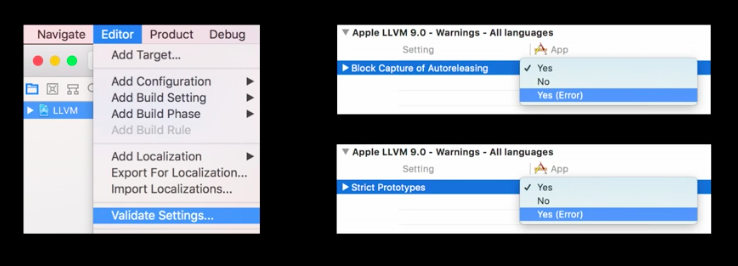 Navigate Editor Product Debug
Add Target...
Add Configuration
Add Build Setting
Add Build Phase
Add Build Rule
LLVM
Add Localization
Export For Localization...
Import Localizations...
Validate Settings...
Apple LLVM 9.0 - Warnings - All languages
Setting App
Block Capture of Autoreleasing Yes
No
Yes (Error)
Apple LLVM 9.0 - Warnings - All languages
Setting App
Strict Prototypes Yes
No
Yes (Error)